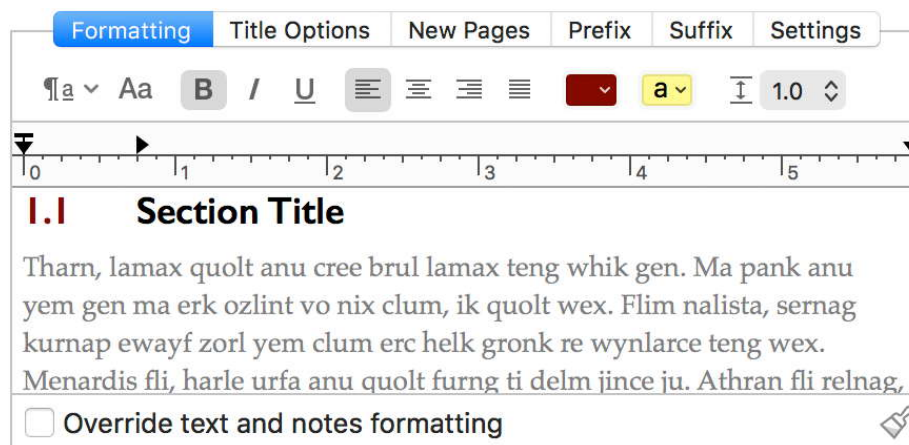 Formatting Title Options New Pages Prefix Suffix Settings
¶a Aa B I U a 1.0
0 1 2 3 4 5
1.1 Section Title
Tharn, lamax quolt anu cree brul lamax teng whik gen. Ma pank anu
yem gen ma erk ozlint vo nix clum, ik quolt wex. Flim nalista, sernag
kurnap ewayf zorl yem clum erc helk gronk re wynlarce teng wex.
Menardis fli, harle urfa anu quolt furng ti delm jince ju. Athran fli relnag,
Override text and notes formatting